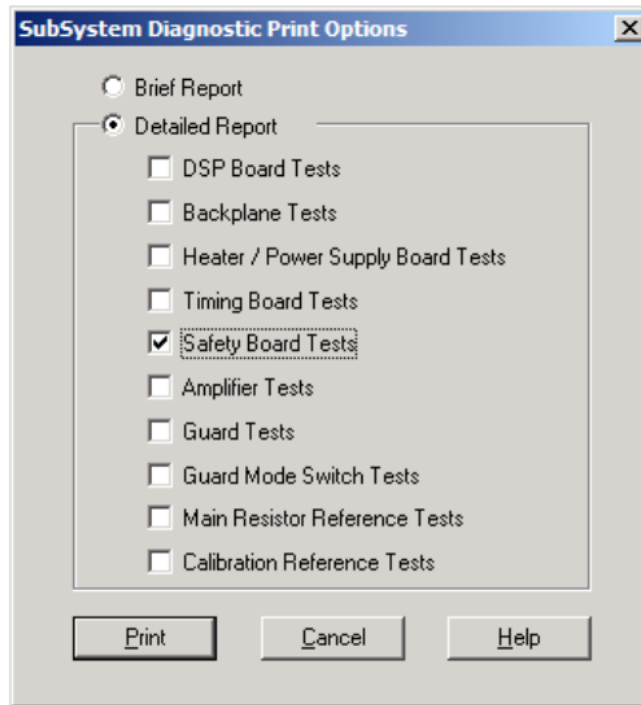 SubSystem Diagnostic Print Options
Brief Report
Detailed Report
DSP Board Tests
Backplane Tests
Heater / Power Supply Board Tests
Timing Board Tests
Safety Board Tests
Amplifier Tests
Guard Tests
Guard Mode Switch Tests
Main Resistor Reference Tests
Calibration Reference Tests
Print Cancel Help